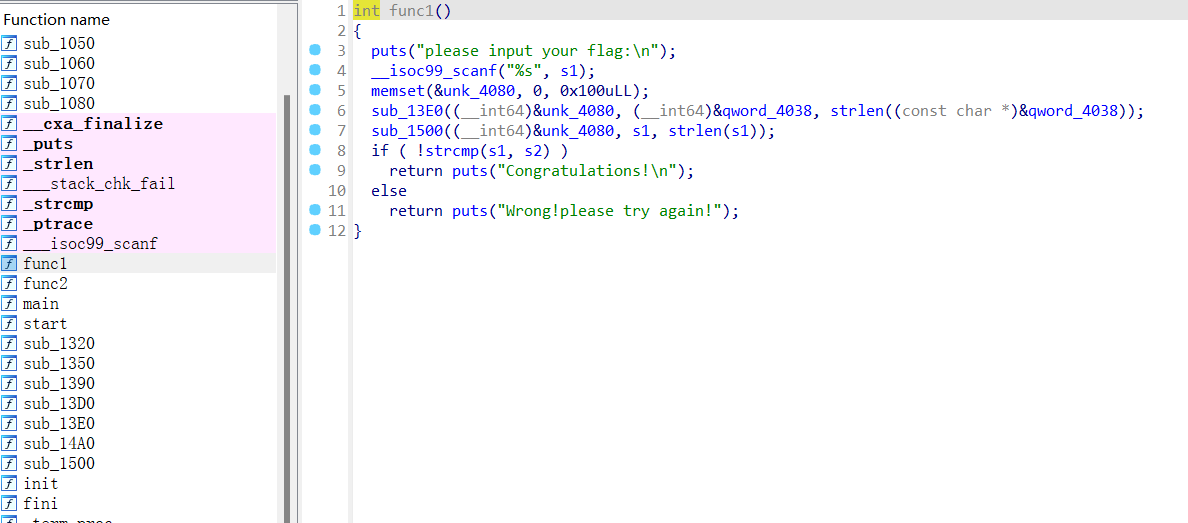 Function name
sub_1050
sub_1060
sub_1070
sub_1080
__cxa_finalize
_puts
_strlen
___stack_chk_fail
_strcmp
_ptrace
___isoc99_scanf
func1
func2
main
start
sub_1320
sub_1350
sub_1390
sub_13D0
sub_13E0
sub_14A0
sub_1500
init
fini
1 int func1()
2 {
3 puts("please input your flag:\n");
4 __isoc99_scanf("%s", s1);
5 memset(&unk_4080, 0, 0x100uLL);
6 sub_13E0((__int64)&unk_4080, (__int64)&qword_4038, strlen((const char *)&qword_4038));
7 sub_1500((__int64)&unk_4080, s1, strlen(s1));
8 if ( !strcmp(s1, s2) )
9 return puts("Congratulations!\n");
10 else
11 return puts("Wrong!please try again!");
12 }